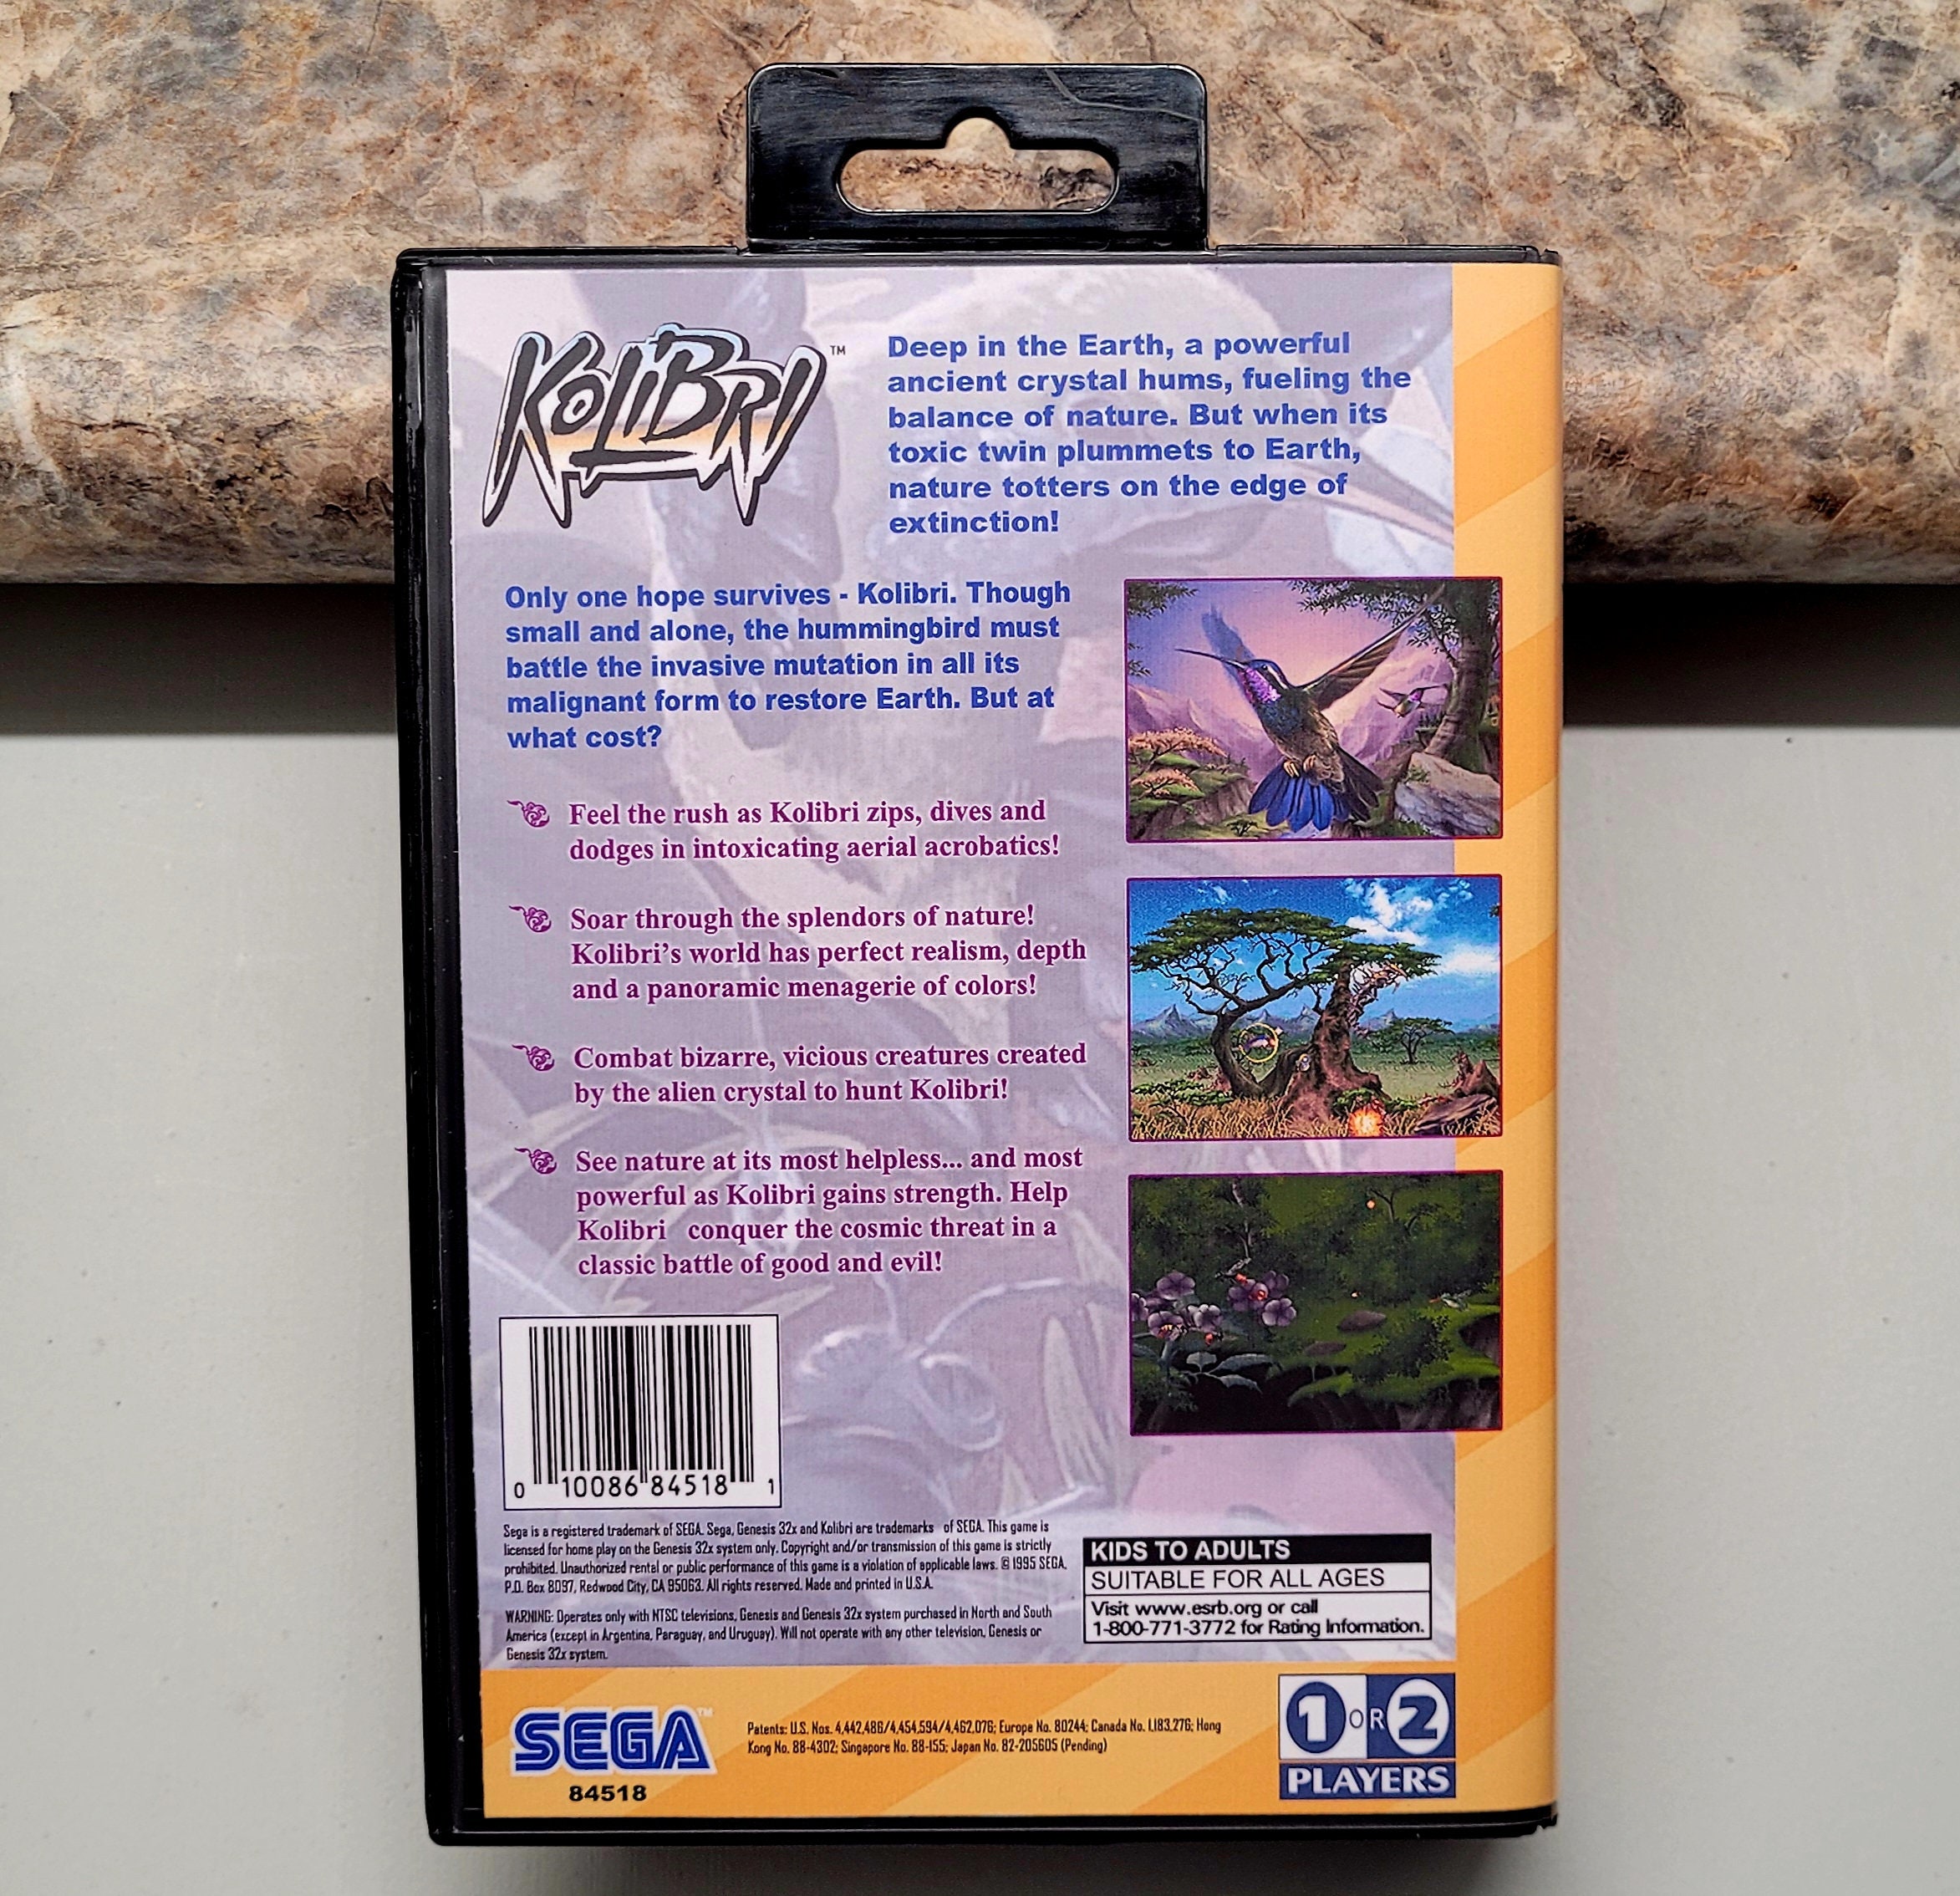 KOLIBRI™
Deep in the Earth, a powerful
ancient crystal hums, fueling the
balance of nature. But when its
toxic twin plummets to Earth,
nature totters on the edge of
extinction!
Only one hope survives - Kolibri. Though
small and alone, the hummingbird must
battle the invasive mutation in all its
malignant form to restore Earth. But at
what cost?
Feel the rush as Kolibri zips, dives and
dodges in intoxicating aerial acrobatics!
Soar through the splendors of nature!
Kolibri's world has perfect realism, depth
and a panoramic menagerie of colors!
Combat bizarre, vicious creatures created
by the alien crystal to hunt Kolibri!
See nature at its most helpless... and most
powerful as Kolibri gains strength. Help
Kolibri conquer the cosmic threat in a
classic battle of good and evil!
0 10086 84518 1
Sega is a registered trademark of SEGA. Sega, Genesis 32x and Kolibri are trademarks of SEGA. This game is
licensed for home play on the Genesis 32x system only. Copyright and/or transmission of this game is strictly
prohibited. Unauthorized rental or public performance of this game is a violation of applicable laws. © 1995 SEGA.
P.O. Box 8097, Redwood City, CA 95063. All rights reserved. Made and printed in U.S.A.
WARNING: Operates only with NTSC televisions, Genesis and Genesis 32x system purchased in North and South
America (except in Argentina, Paraguay, and Uruguay). Will not operate with any other television, Genesis or
Genesis 32x system.
KIDS TO ADULTS
SUITABLE FOR ALL AGES
Visit www.esrb.org or call
1-800-771-3772 for Rating Information.
SEGA™
84518
Patents: U.S. Nos. 4,442,486/4,454,594/4,462,076; Europe No. 80244; Canada No. 1,183,276; Hong
Kong No. 88-4302; Singapore No. 88-155; Japan No. 82-205605 (Pending)
1 OR 2
PLAYERS